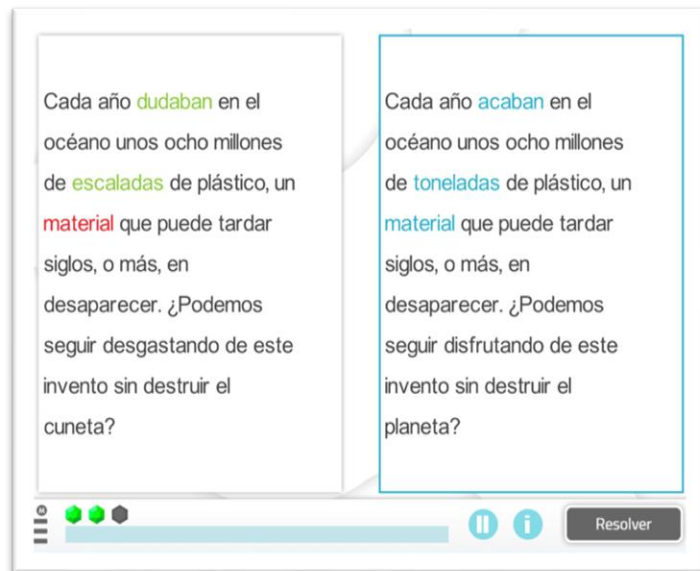 Cada año dudaban en el
océano unos ocho millones
de escaladas de plástico, un
material que puede tardar
siglos, o más, en
desaparecer. ¿Podemos
seguir desgastando de este
invento sin destruir el
cuneta?
Cada año acaban en el
océano unos ocho millones
de toneladas de plástico, un
material que puede tardar
siglos, o más, en
desaparecer. ¿Podemos
seguir disfrutando de este
invento sin destruir el
planeta?
i
Resolver